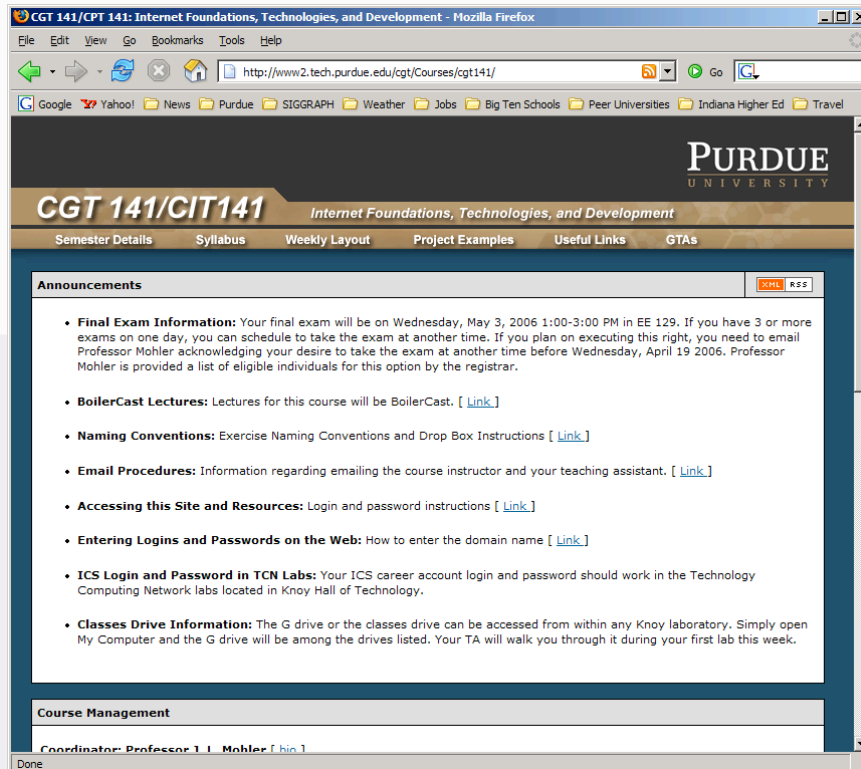 CGT 141/CPT 141: Internet Foundations, Technologies, and Development - Mozilla Firefox
File Edit View Go Bookmarks Tools Help
http://www2.tech.purdue.edu/cgt/Courses/cgt141/ Go G
G Google Yahoo! News Purdue SIGGRAPH Weather Jobs Big Ten Schools Peer Universities Indiana Higher Ed Travel
PURDUE
UNIVERSITY
CGT 141/CIT141 Internet Foundations, Technologies, and Development
Semester Details Syllabus Weekly Layout Project Examples Useful Links GTAs
Announcements XML RSS
• Final Exam Information: Your final exam will be on Wednesday, May 3, 2006 1:00-3:00 PM in EE 129. If you have 3 or more
exams on one day, you can schedule to take the exam at another time. If you plan on executing this right, you need to email
Professor Mohler acknowledging your desire to take the exam at another time before Wednesday, April 19 2006. Professor
Mohler is provided a list of eligible individuals for this option by the registrar.
• BoilerCast Lectures: Lectures for this course will be BoilerCast. [ Link ]
• Naming Conventions: Exercise Naming Conventions and Drop Box Instructions [ Link ]
• Email Procedures: Information regarding emailing the course instructor and your teaching assistant. [ Link ]
• Accessing this Site and Resources: Login and password instructions [ Link ]
• Entering Logins and Passwords on the Web: How to enter the domain name [ Link ]
• ICS Login and Password in TCN Labs: Your ICS career account login and password should work in the Technology
Computing Network labs located in Knoy Hall of Technology.
• Classes Drive Information: The G drive or the classes drive can be accessed from within any Knoy laboratory. Simply open
My Computer and the G drive will be among the drives listed. Your TA will walk you through it during your first lab this week.
Course Management
Coordinator: Professor J. L. Mohler [ bio ]
Done